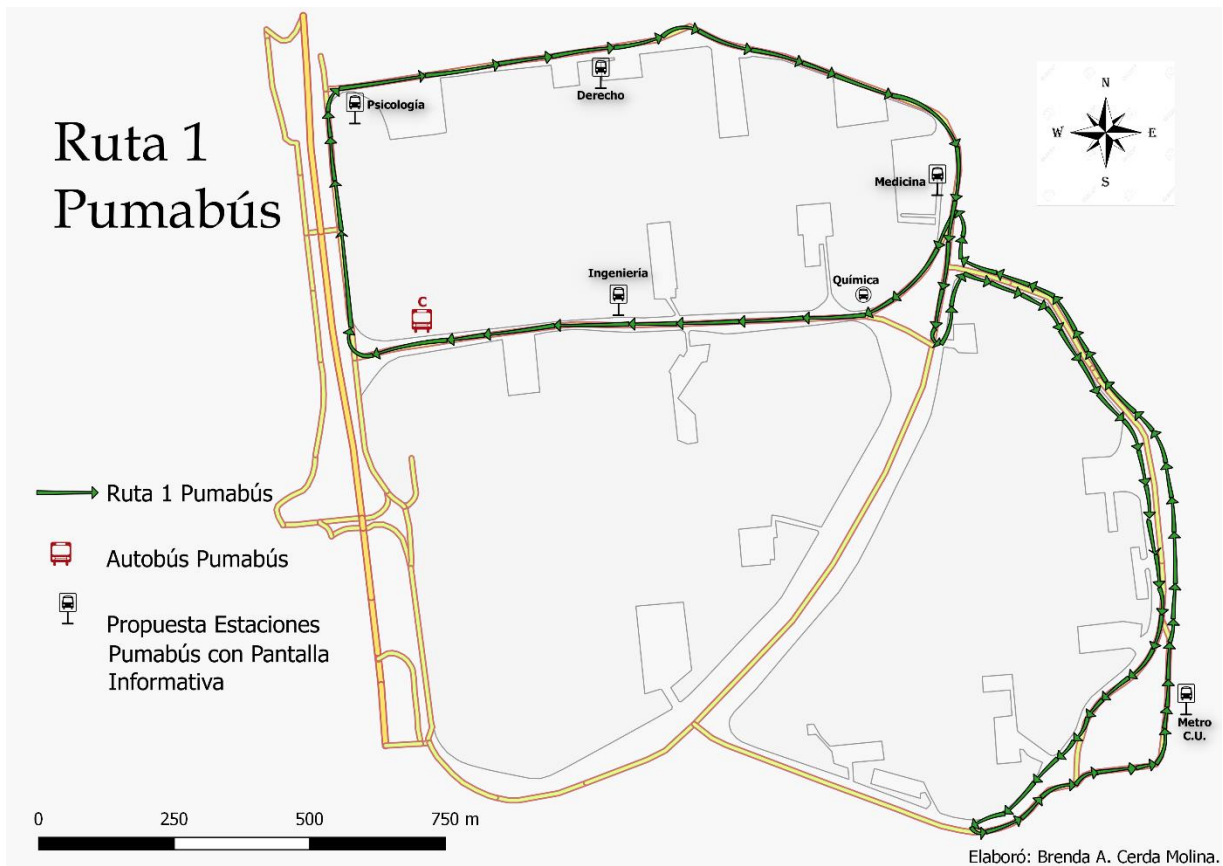 Ruta 1
Pumabús
Psicología
Derecho
Medicina
N
W
E
S
Ingeniería
Química
C
Ruta 1 Pumabús
Autobús Pumabús
Propuesta Estaciones
Pumabús con Pantalla
Informativa
Metro
C.U.
0 250 500 750 m
Elaboró: Brenda A. Cerda Molina.